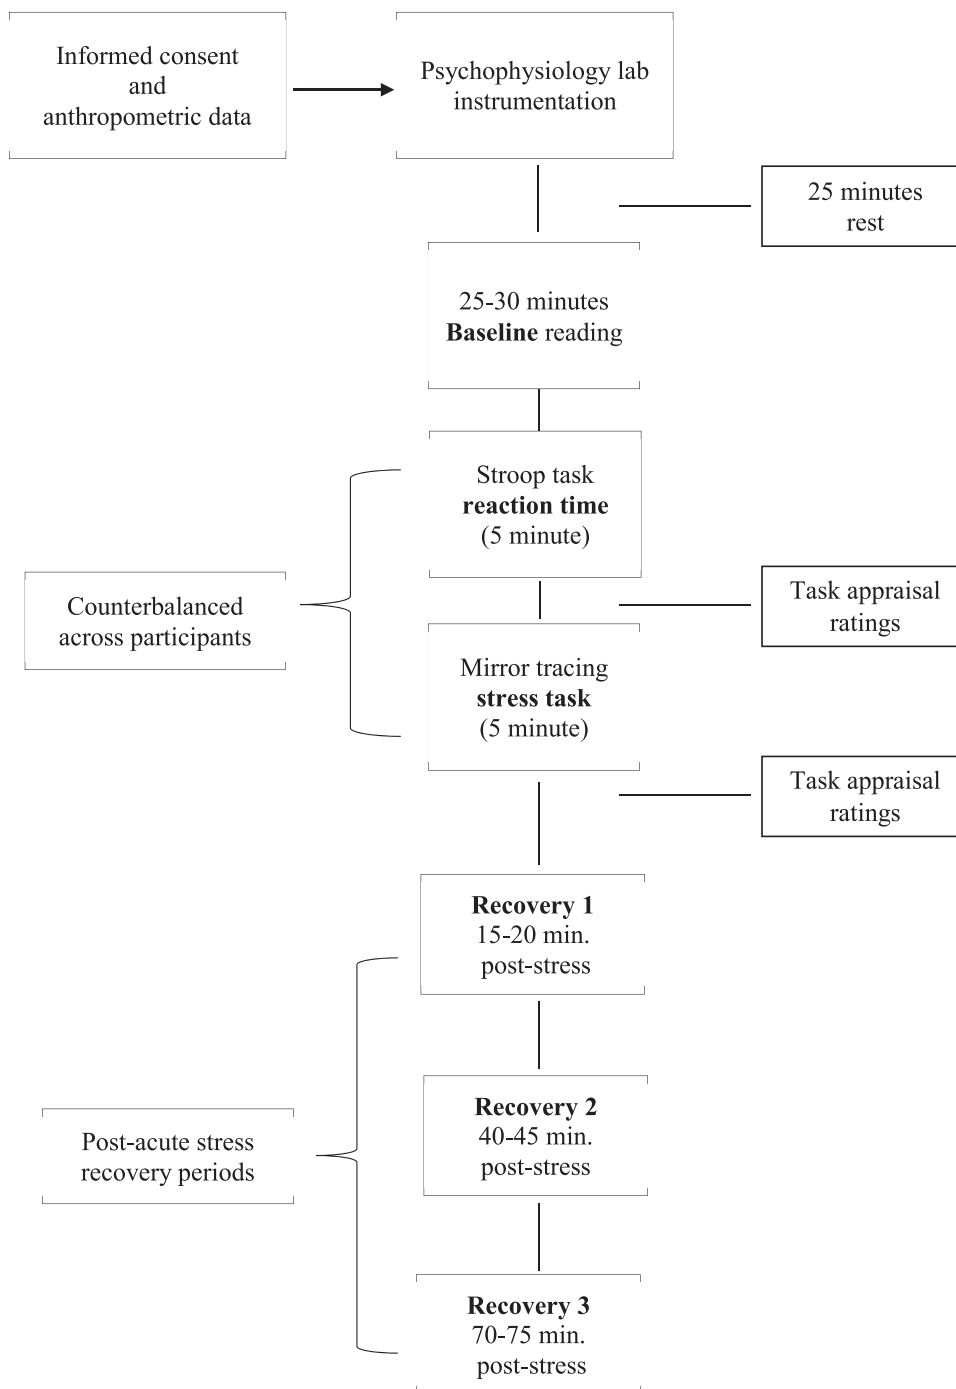 Informed consent
and
anthropometric data
Psychophysiology lab
instrumentation
25 minutes
rest
25-30 minutes
Baseline reading
Stroop task
reaction time
(5 minute)
Counterbalanced
across participants
Task appraisal
ratings
Mirror tracing
stress task
(5 minute)
Task appraisal
ratings
Recovery 1
15-20 min.
post-stress
Post-acute stress
recovery periods
Recovery 2
40-45 min.
post-stress
Recovery 3
70-75 min.
post-stress